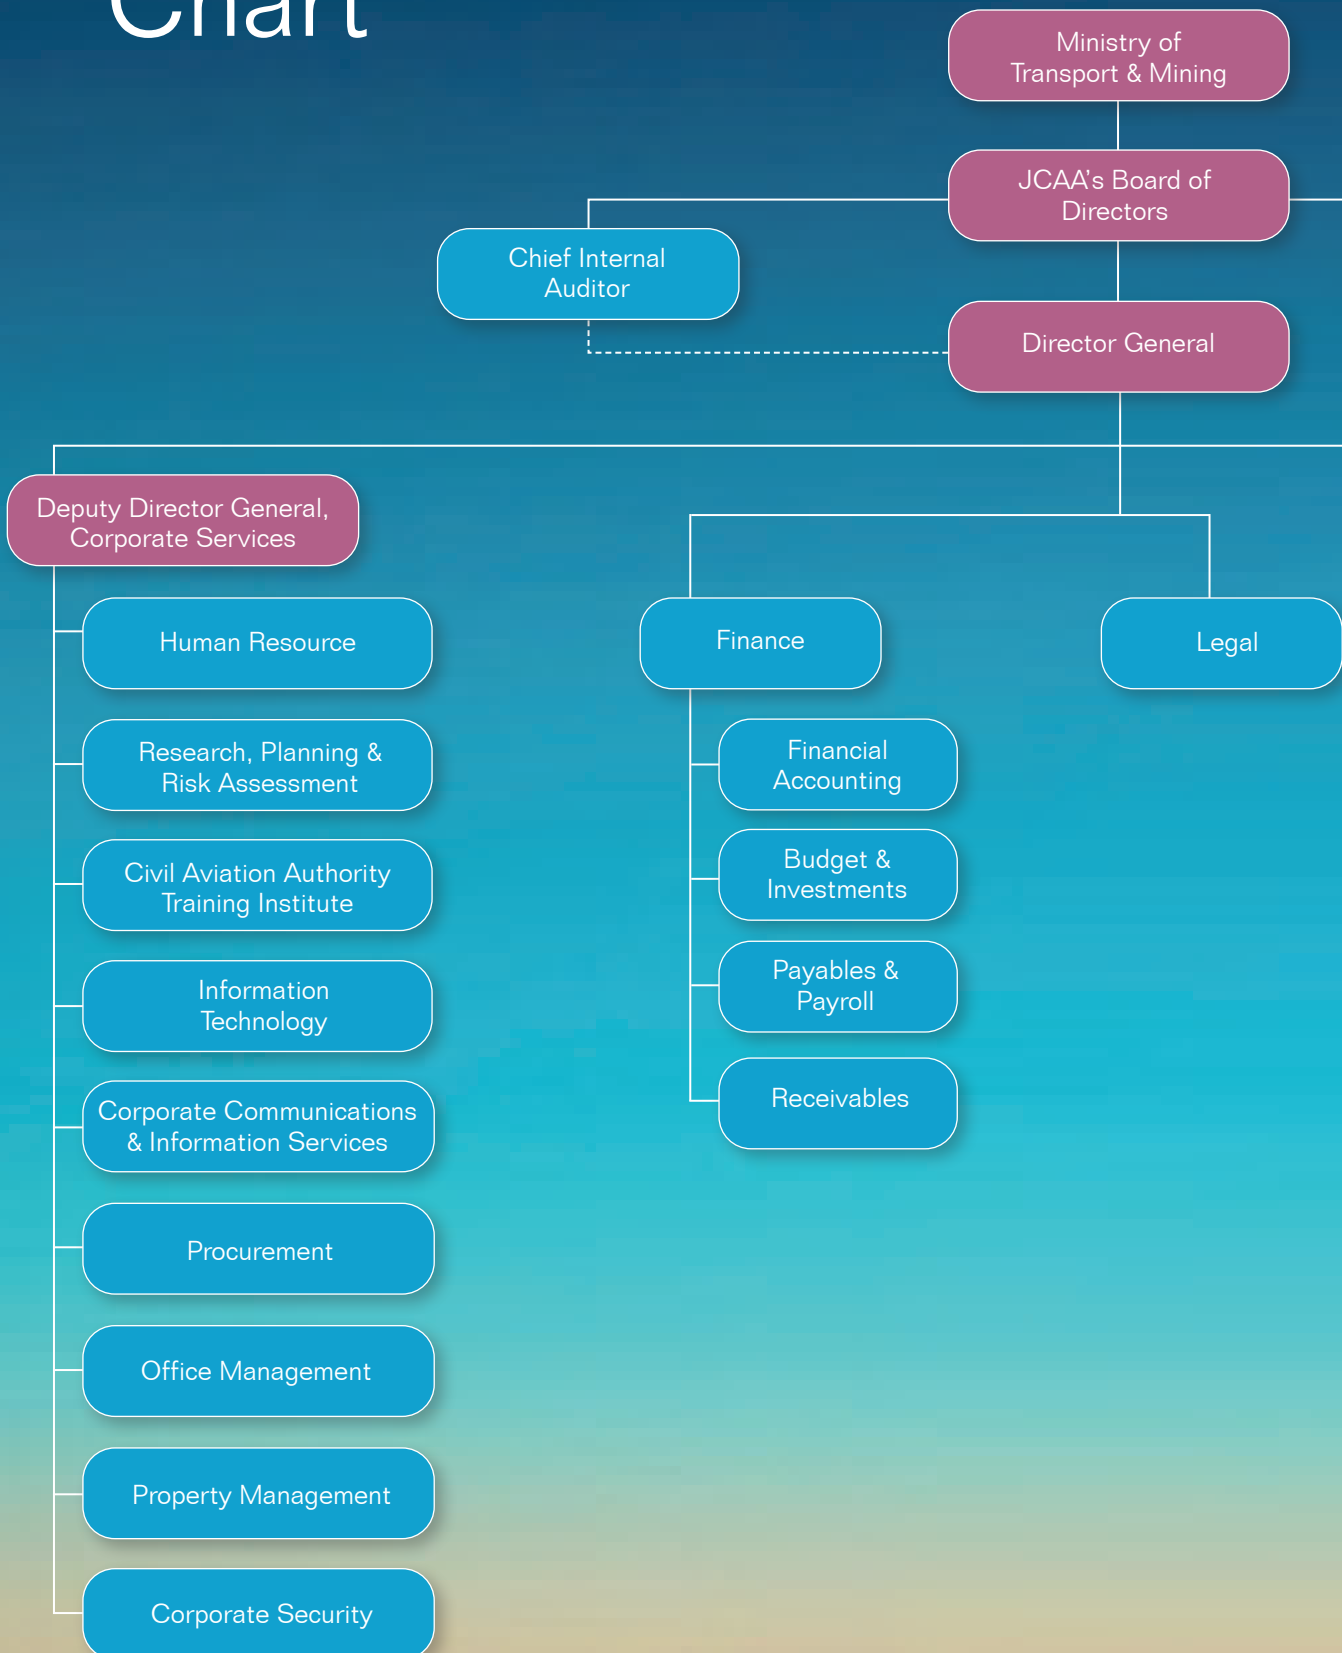 Chart
Ministry of
Transport & Mining
JCAA's Board of
Directors
Chief Internal
Auditor
Director General
Deputy Director General,
Corporate Services
Human Resource
Research, Planning &
Risk Assessment
Civil Aviation Authority
Training Institute
Information
Technology
Corporate Communications
& Information Services
Procurement
Office Management
Property Management
Corporate Security
Finance
Financial
Accounting
Budget &
Investments
Payables &
Payroll
Receivables
Legal